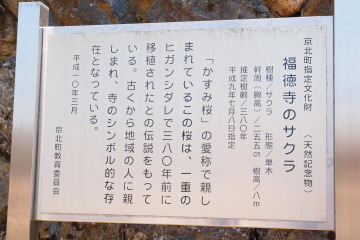 京北町指定文化財 〈天然記念物〉
福徳寺のサクラ
樹種/サクラ 形態/単木
幹周〈胸高〉/二五五㎝ 樹高/八m
推定樹齢/三八〇年
平成九年七月八日指定
「かすみ桜」の愛称で親し
まれているこの桜は、一重の
ヒガンシダレで三八〇年前に
移植されたとの伝説をもって
いる。古くから地域の人に親
しまれ、寺のシンボル的な存
在となっている。
平成一〇年三月
京北町教育委員会